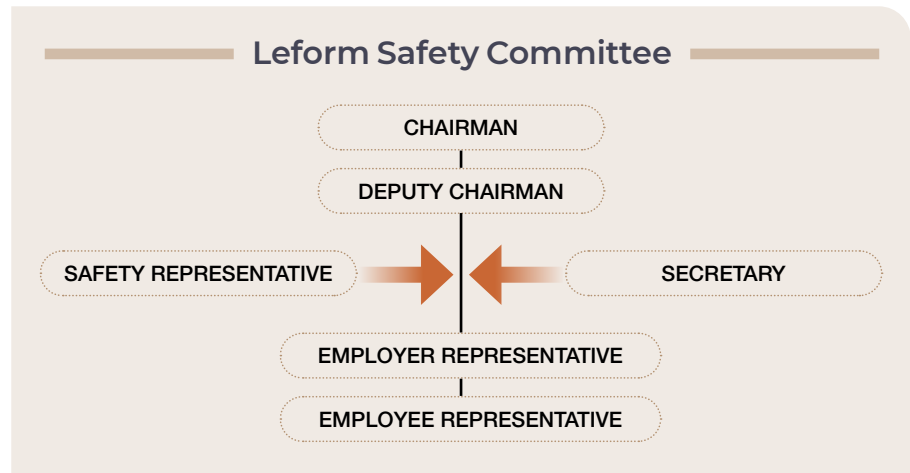 Leform Safety Committee
CHAIRMAN
DEPUTY CHAIRMAN
SAFETY REPRESENTATIVE
SECRETARY
EMPLOYER REPRESENTATIVE
EMPLOYEE REPRESENTATIVE